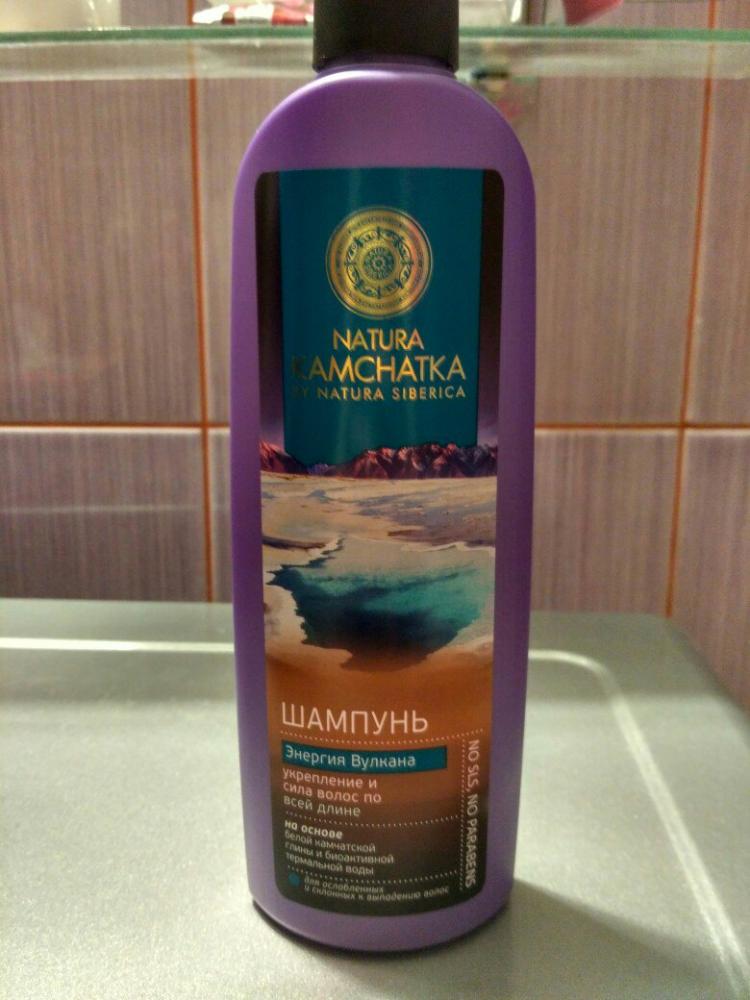 NATURA
KAMCHATKA
BY NATURA SIBERICA
ШАМПУНЬ
Энергия Вулкана
укрепление и
сила волос по
всей длине
на основе
белой камчатской
глины и биоактивной
термальной воды
для ослабленных
и склонных к выпадению волос
NO SLS, NO PARABENS